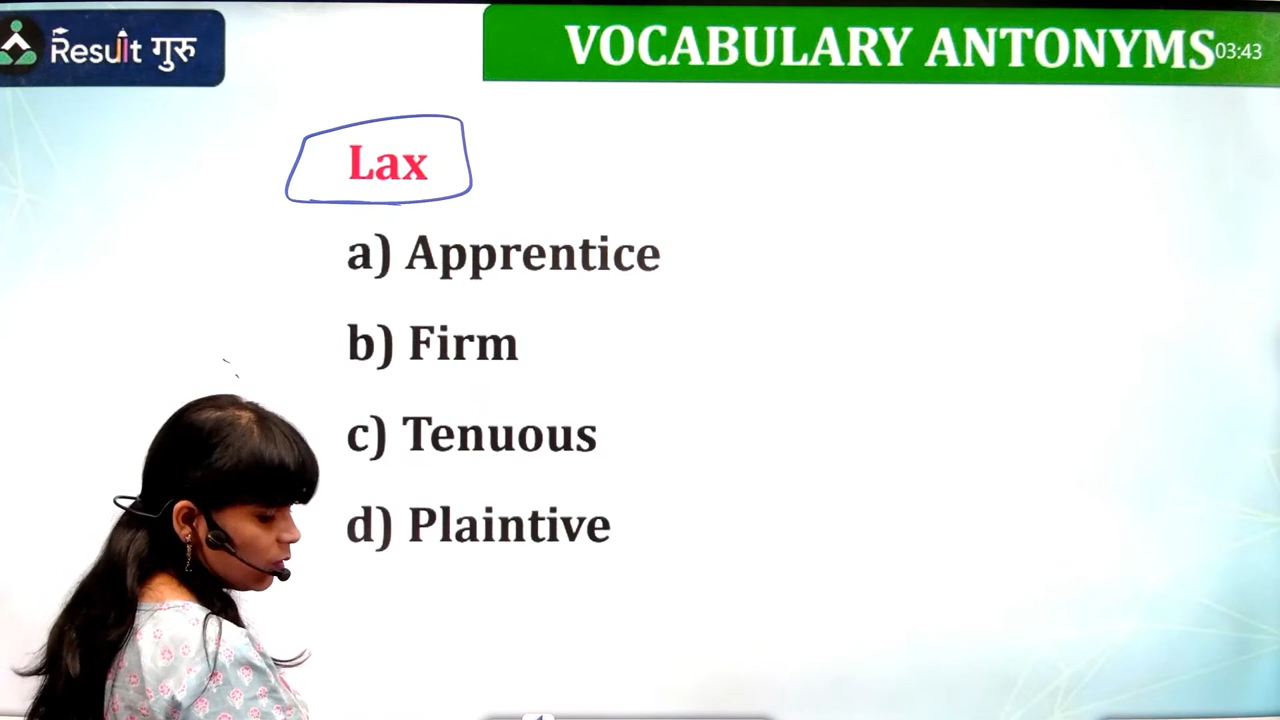 Result गुरु
VOCABULARY ANTONYMS
03:43
Lax
a) Apprentice
b) Firm
c) Tenuous
d) Plaintive